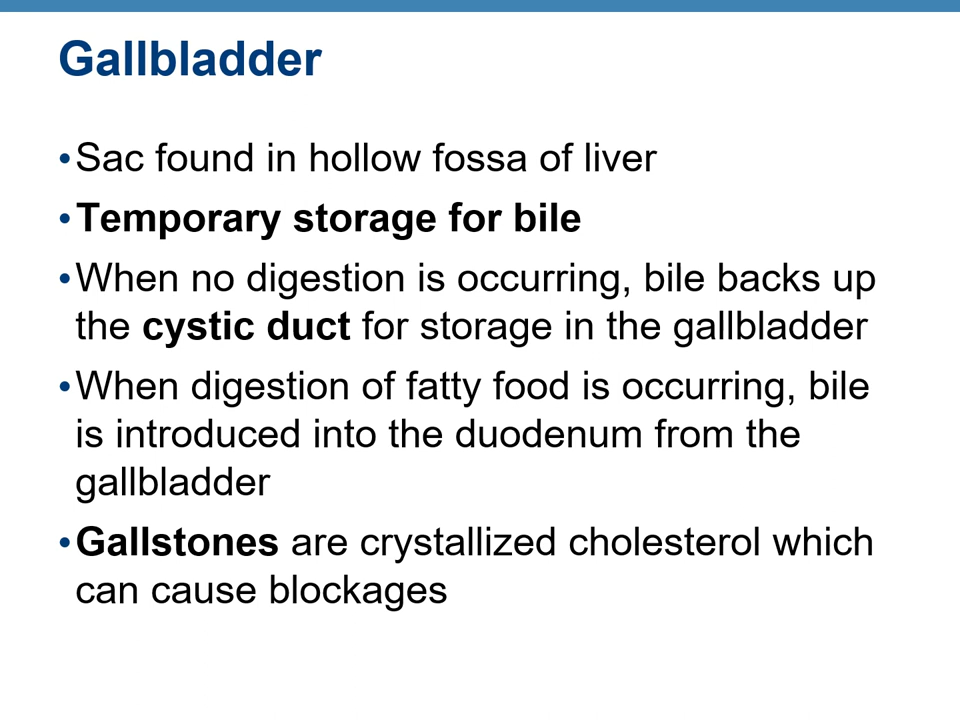 Gallbladder
•Sac found in hollow fossa of liver
•Temporary storage for bile
•When no digestion is occurring, bile backs up
the cystic duct for storage in the gallbladder
•When digestion of fatty food is occurring, bile
is introduced into the duodenum from the
gallbladder
•Gallstones are crystallized cholesterol which
can cause blockages